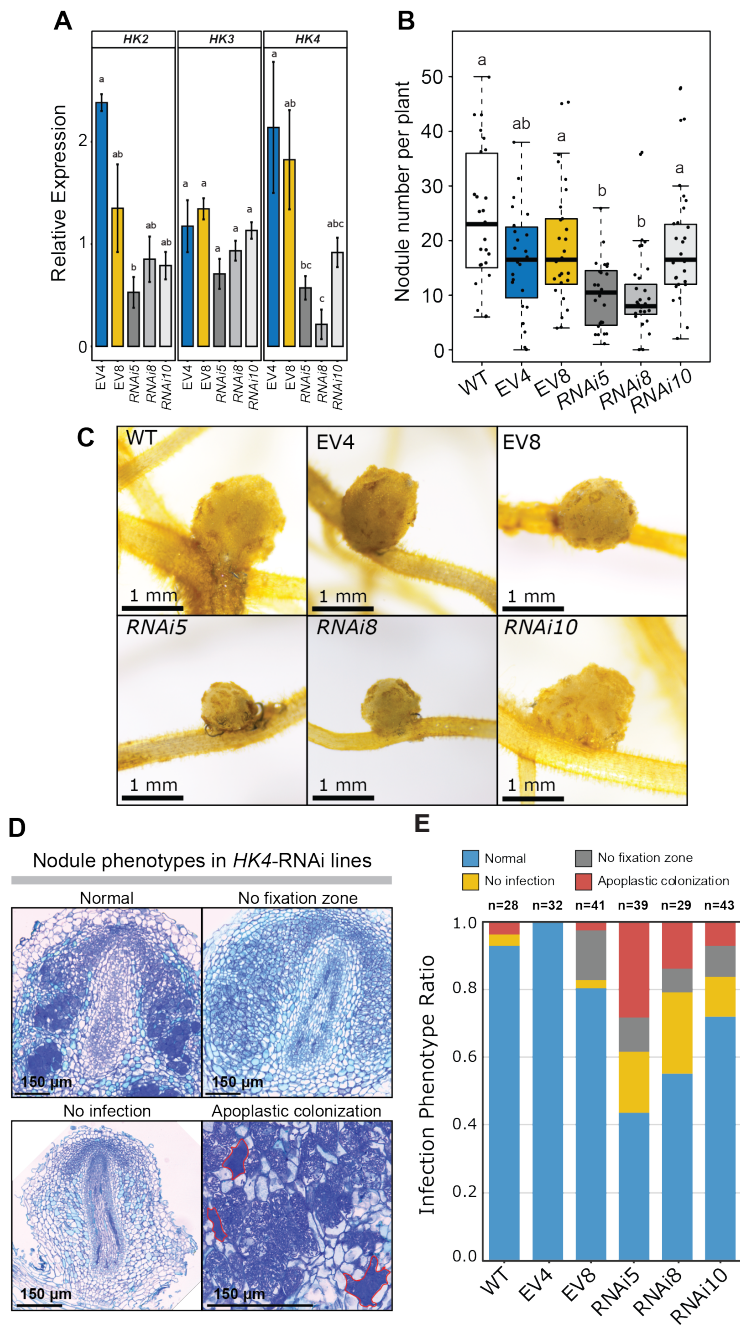 A
HK2 HK3 HK4
Relative Expression
2
1
0
a
ab
b
ab
ab
a
a
a
a
a
a
ab
bc
c
abc
EV4 EV8 RNAi5 RNAi8 RNAi10 EV4 EV8 RNAi5 RNAi8 RNAi10 EV4 EV8 RNAi5 RNAi8 RNAi10
B
Nodule number per plant
50
40
30
20
10
0
a
ab
a
b
b
a
WT EV4 EV8 RNAi5 RNAi8 RNAi10
C
WT EV4 EV8
1 mm 1 mm 1 mm
RNAi5 RNAi8 RNAi10
1 mm 1 mm 1 mm
D
Nodule phenotypes in HK4-RNAi lines
Normal No fixation zone
150 µm 150 µm
No infection Apoplastic colonization
150 µm 150 µm
E
Normal No fixation zone
No infection Apoplastic colonization
n=28 n=32 n=41 n=39 n=29 n=43
Infection Phenotype Ratio
1.0
0.8
0.6
0.4
0.2
0.0
WT EV4 EV8 RNAi5 RNAi8 RNAi10